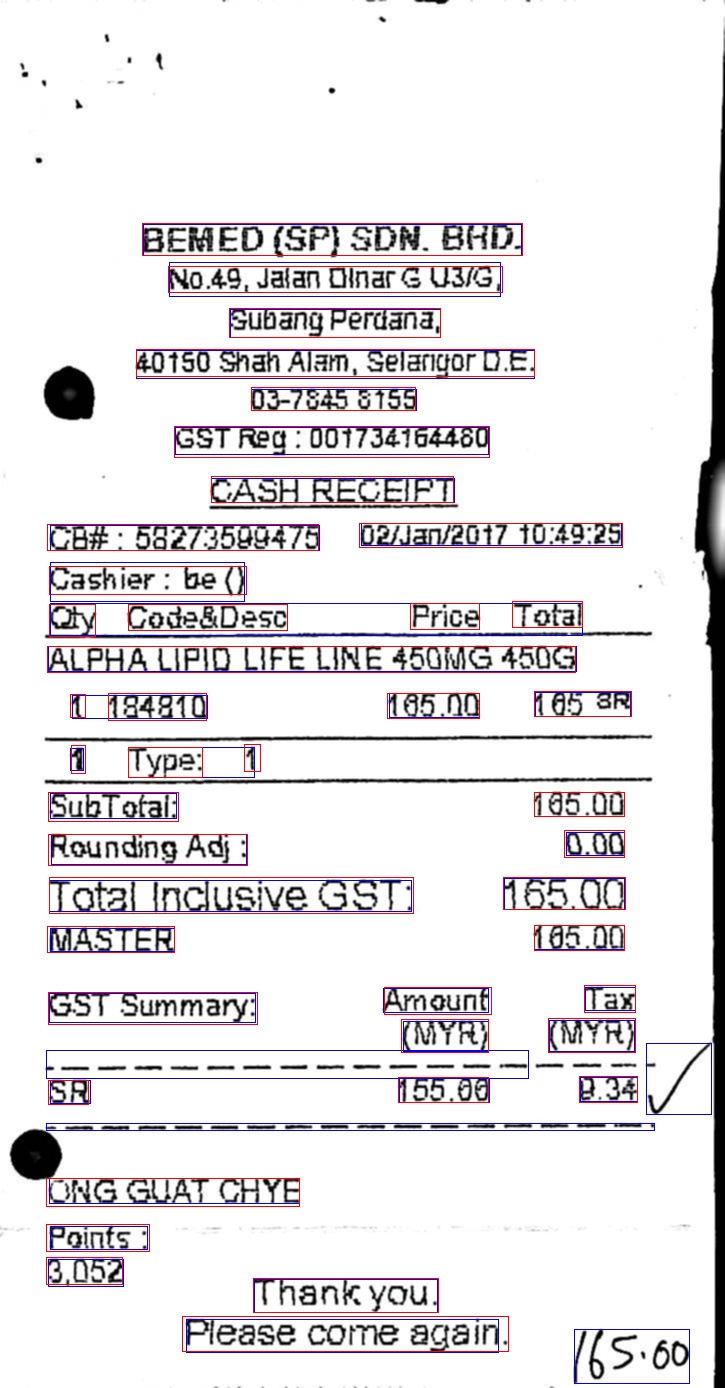 BEMED (SP) SDN. BHD.
No.49, Jalan Dinar G U3/G,
Subang Perdana,
40150 Shah Alam, Selangor D.E.
03-7845 8155
GST Reg : 001734164480
CASH RECEIPT
CB# : 58273599475 02/Jan/2017 10:49:25
Cashier : be ()
Qty Code&Desc Price Total
ALPHA LIPID LIFE LINE 450MG 450G
1 184810 165.00 165 SR
1 Type: 1
SubTotal: 165.00
Rounding Adj : 0.00
Total Inclusive GST: 165.00
MASTER 165.00
GST Summary: Amount Tax
(MYR) (MYR)
SR 155.66 9.34
ONG GUAT CHYE
Points :
3,052
Thank you.
Please come again.
165.00